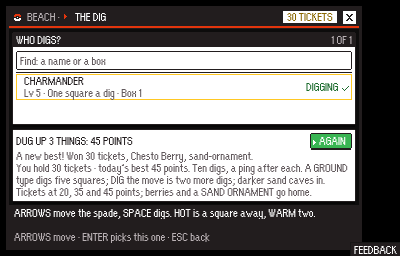 BEACH · THE DIG
30 TICKETS X
WHO DIGS? 1 OF 1
Find: a name or a box
CHARMANDER
Lv 5 · One square a dig · Box 1
DIGGING ✓
DUG UP 3 THINGS: 45 POINTS
AGAIN
A new best! Won 30 tickets, Chesto Berry, sand-ornament.
You hold 30 tickets · today's best 45 points. Ten digs, a ping after each. A GROUND
type digs five squares; DIG the move is two more digs; darker sand caves in.
Tickets at 20, 35 and 45 points; berries and a SAND ORNAMENT go home.
ARROWS move the spade, SPACE digs. HOT is a square away, WARM two.
ARROWS move · ENTER picks this one · ESC back
FEEDBACK